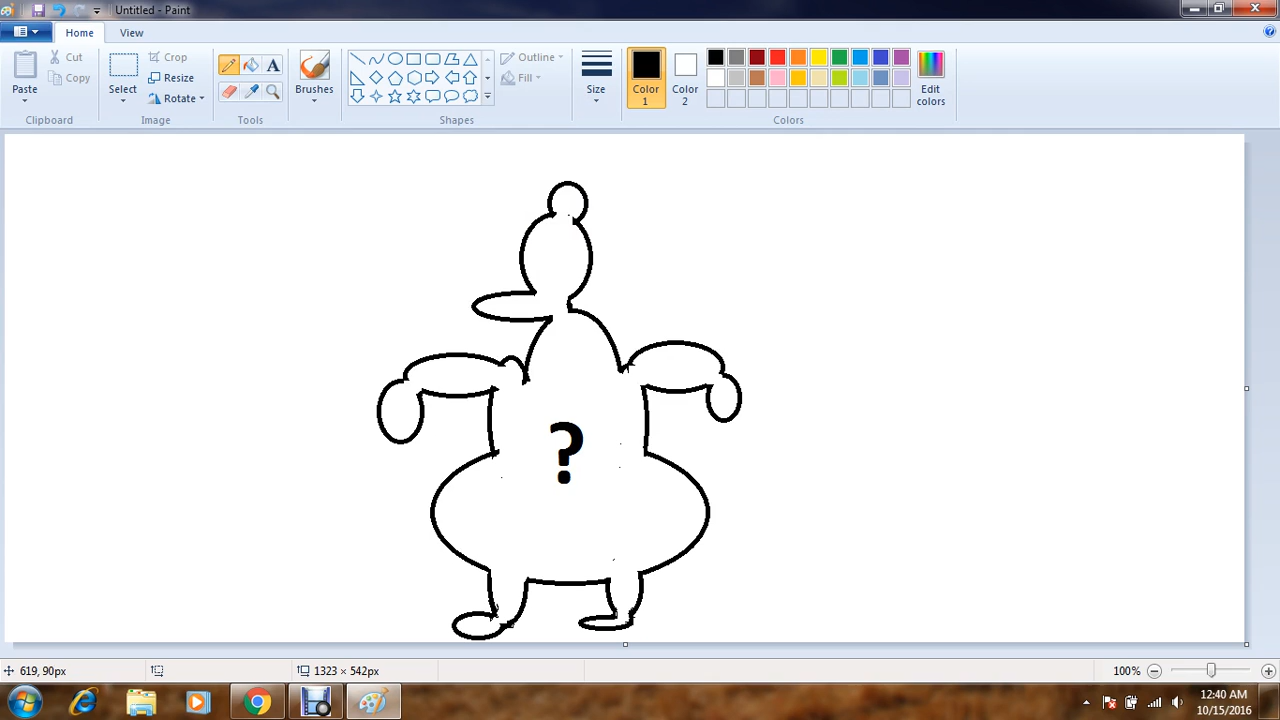 Untitled - Paint
Home View
Paste
Cut
Copy
Clipboard
Select
Crop
Resize
Rotate
Image
A
Tools
Brushes
Outline
Fill
Shapes
Size
Color
1
Color
2
Edit
colors
Colors
?
619, 90px
1323 × 542px
100%
12:40 AM
10/15/2016